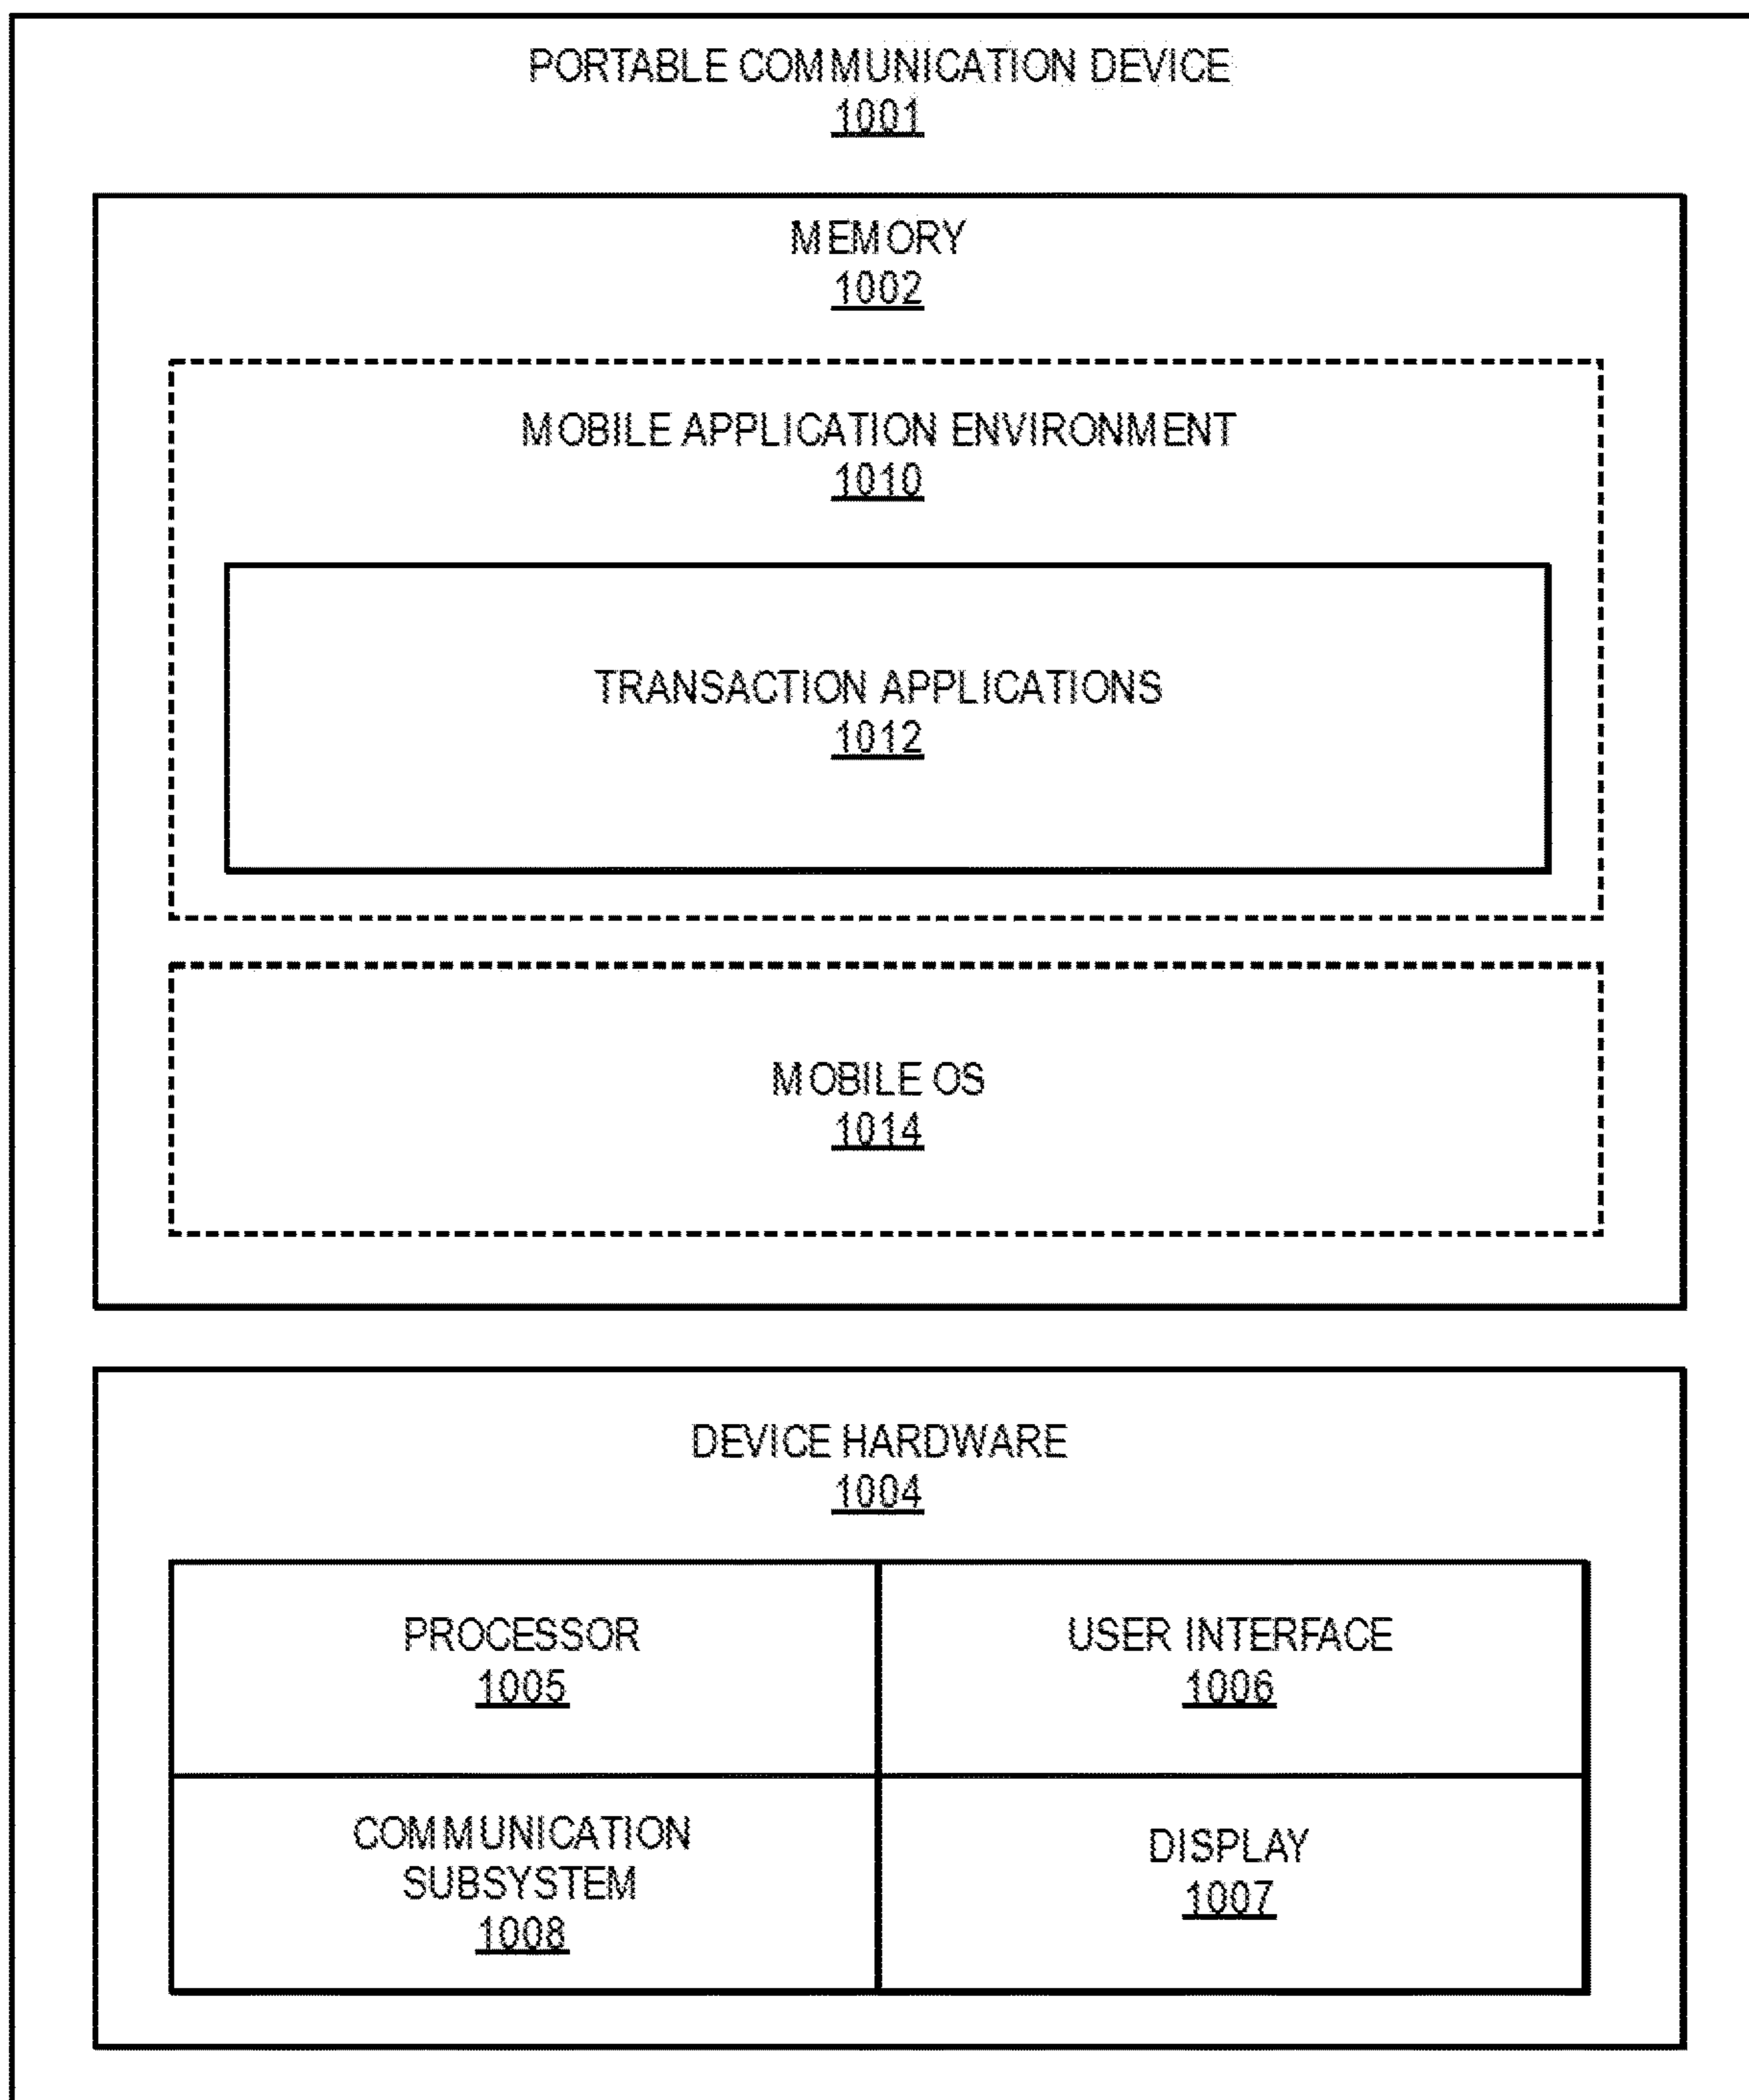 PORTABLE COMMUNICATION DEVICE
1001
MEMORY
1002
MOBILE APPLICATION ENVIRONMENT
1010
TRANSACTION APPLICATIONS
1012
MOBILE OS
1014
DEVICE HARDWARE
1004
PROCESSOR
1005
USER INTERFACE
1006
COMMUNICATION
SUBSYSTEM
1008
DISPLAY
1007